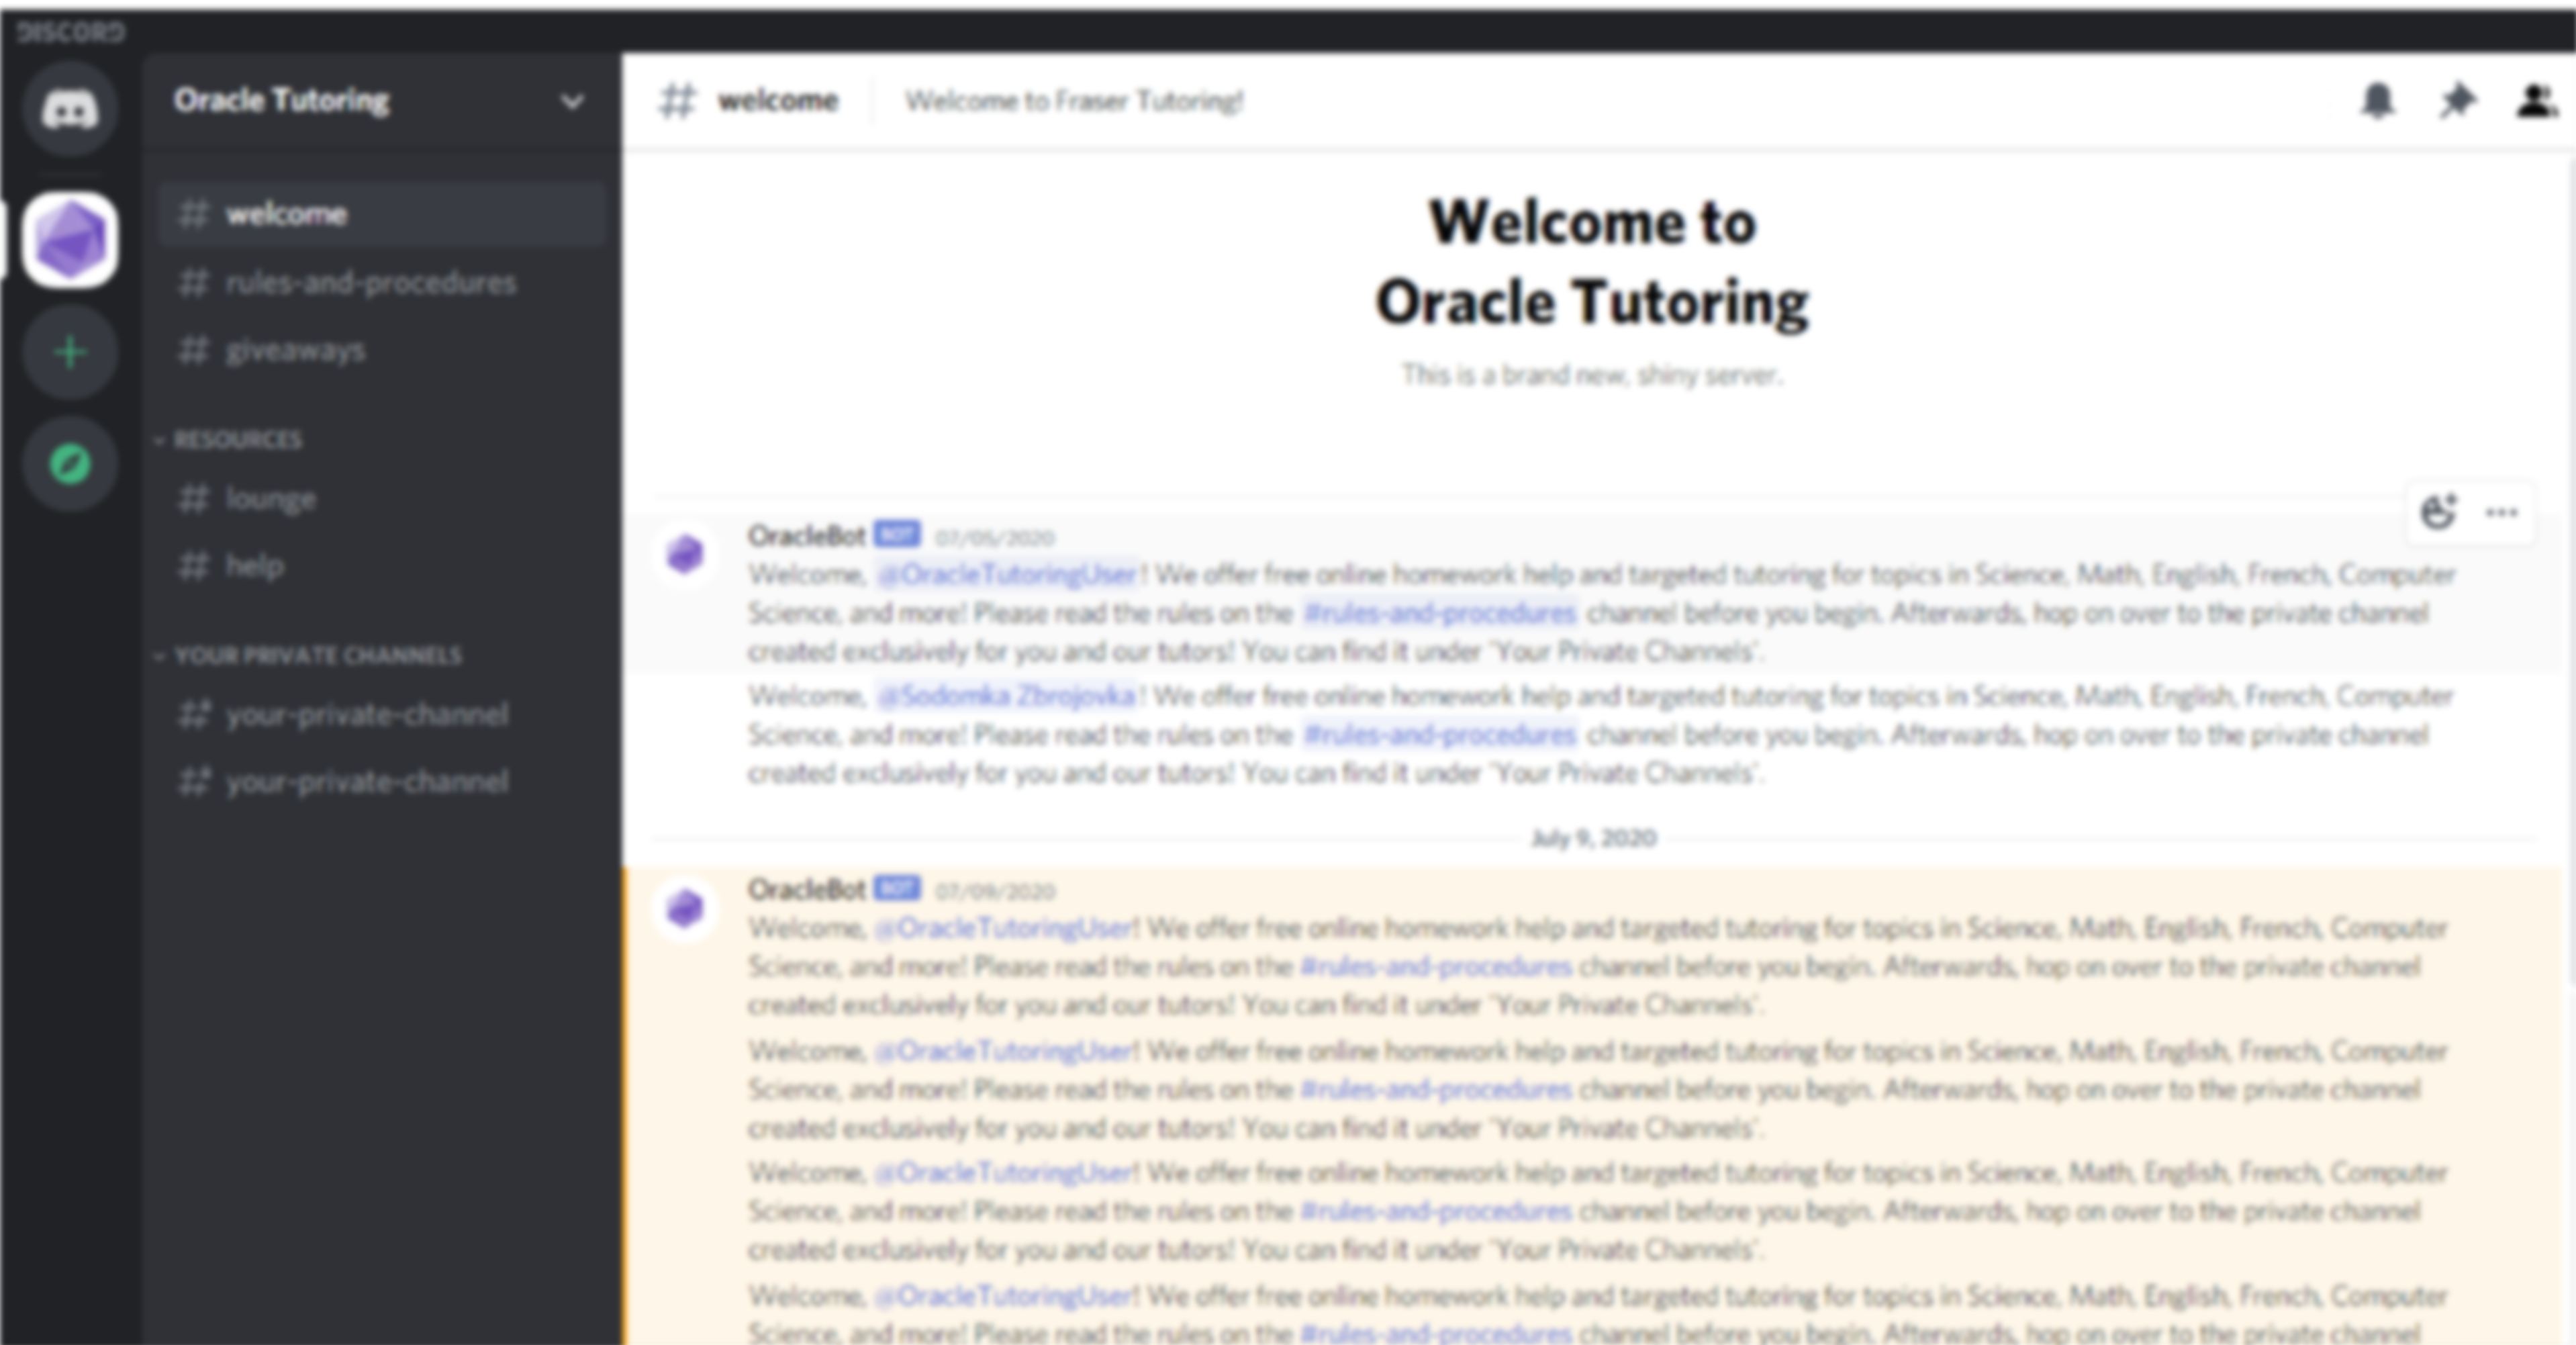 DISCORD
Oracle Tutoring
# welcome
# rules-and-procedures
# giveaways
RESOURCES
# lounge
# help
YOUR PRIVATE CHANNELS
# your-private-channel
# your-private-channel
# welcome Welcome to Fraser Tutoring!
Welcome to
Oracle Tutoring
This is a brand new, shiny server.
OracleBot BOT 07/05/2020
Welcome, @OracleTutoringUser! We offer free online homework help and targeted tutoring for topics in Science, Math, English, French, Computer
Science, and more! Please read the rules on the #rules-and-procedures channel before you begin. Afterwards, hop on over to the private channel
created exclusively for you and our tutors! You can find it under 'Your Private Channels'.
Welcome, @Sodomka Zbrojovka! We offer free online homework help and targeted tutoring for topics in Science, Math, English, French, Computer
Science, and more! Please read the rules on the #rules-and-procedures channel before you begin. Afterwards, hop on over to the private channel
created exclusively for you and our tutors! You can find it under 'Your Private Channels'.
July 9, 2020
OracleBot BOT 07/09/2020
Welcome, @OracleTutoringUser! We offer free online homework help and targeted tutoring for topics in Science, Math, English, French, Computer
Science, and more! Please read the rules on the #rules-and-procedures channel before you begin. Afterwards, hop on over to the private channel
created exclusively for you and our tutors! You can find it under 'Your Private Channels'.
Welcome, @OracleTutoringUser! We offer free online homework help and targeted tutoring for topics in Science, Math, English, French, Computer
Science, and more! Please read the rules on the #rules-and-procedures channel before you begin. Afterwards, hop on over to the private channel
created exclusively for you and our tutors! You can find it under 'Your Private Channels'.
Welcome, @OracleTutoringUser! We offer free online homework help and targeted tutoring for topics in Science, Math, English, French, Computer
Science, and more! Please read the rules on the #rules-and-procedures channel before you begin. Afterwards, hop on over to the private channel
created exclusively for you and our tutors! You can find it under 'Your Private Channels'.
Welcome, @OracleTutoringUser! We offer free online homework help and targeted tutoring for topics in Science, Math, English, French, Computer
Science, and more! Please read the rules on the #rules-and-procedures channel before you begin. Afterwards, hop on over to the private channel